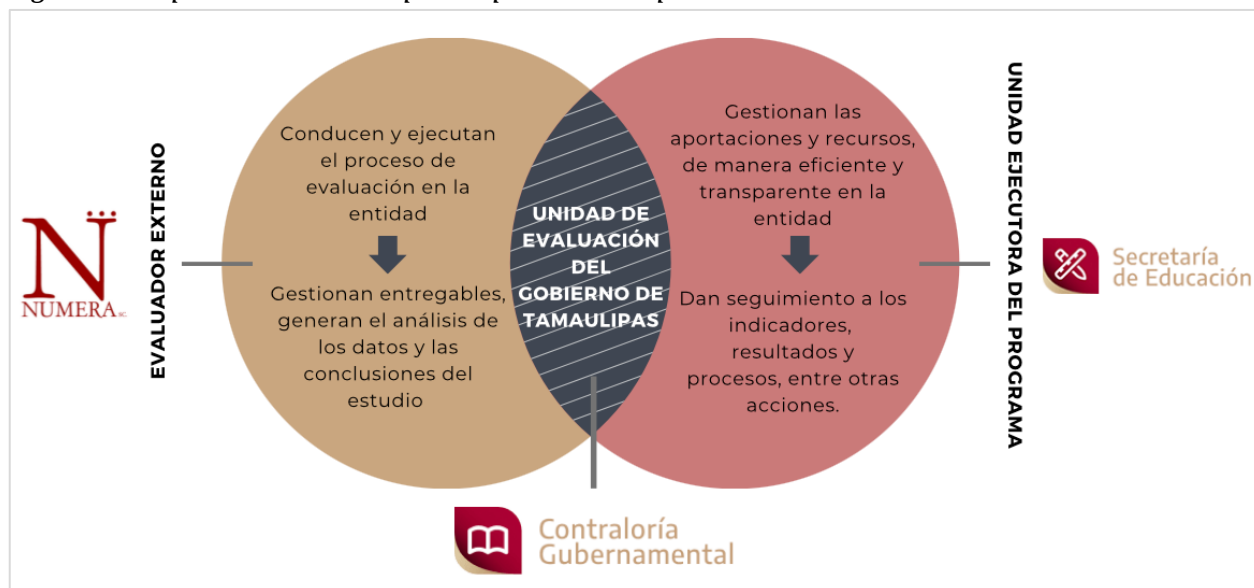 Conducen y ejecutan
el proceso de
evaluación en la
entidad
Gestionan entregables,
generan el análisis de
los datos y las
conclusiones del
estudio
UNIDAD DE
EVALUACIÓN
DEL
GOBIERNO DE
TAMAULIPAS
Gestionan las
aportaciones y recursos,
de manera eficiente y
transparente en la
entidad
Dan seguimiento a los
indicadores,
resultados y
procesos, entre otras
acciones.
EVALUADOR EXTERNO
N
NUMERA SC
UNIDAD EJECUTORA DEL PROGRAMA
Secretaría
de Educación
Contraloría
Gubernamental